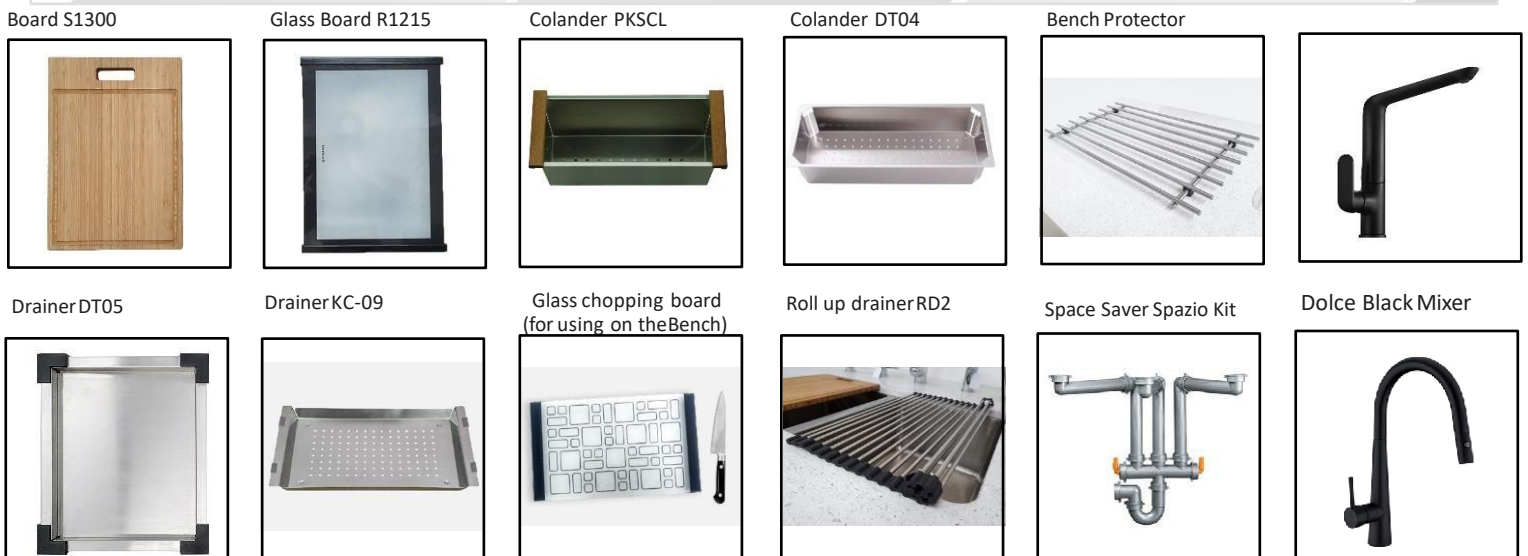 Board S1300
Glass Board R1215
Colander PKSCL
Colander DT04
Bench Protector
Drainer DT05
Drainer KC-09
Glass chopping board
(for using on the Bench)
Roll up drainer RD2
Space Saver Spazio Kit
Dolce Black Mixer